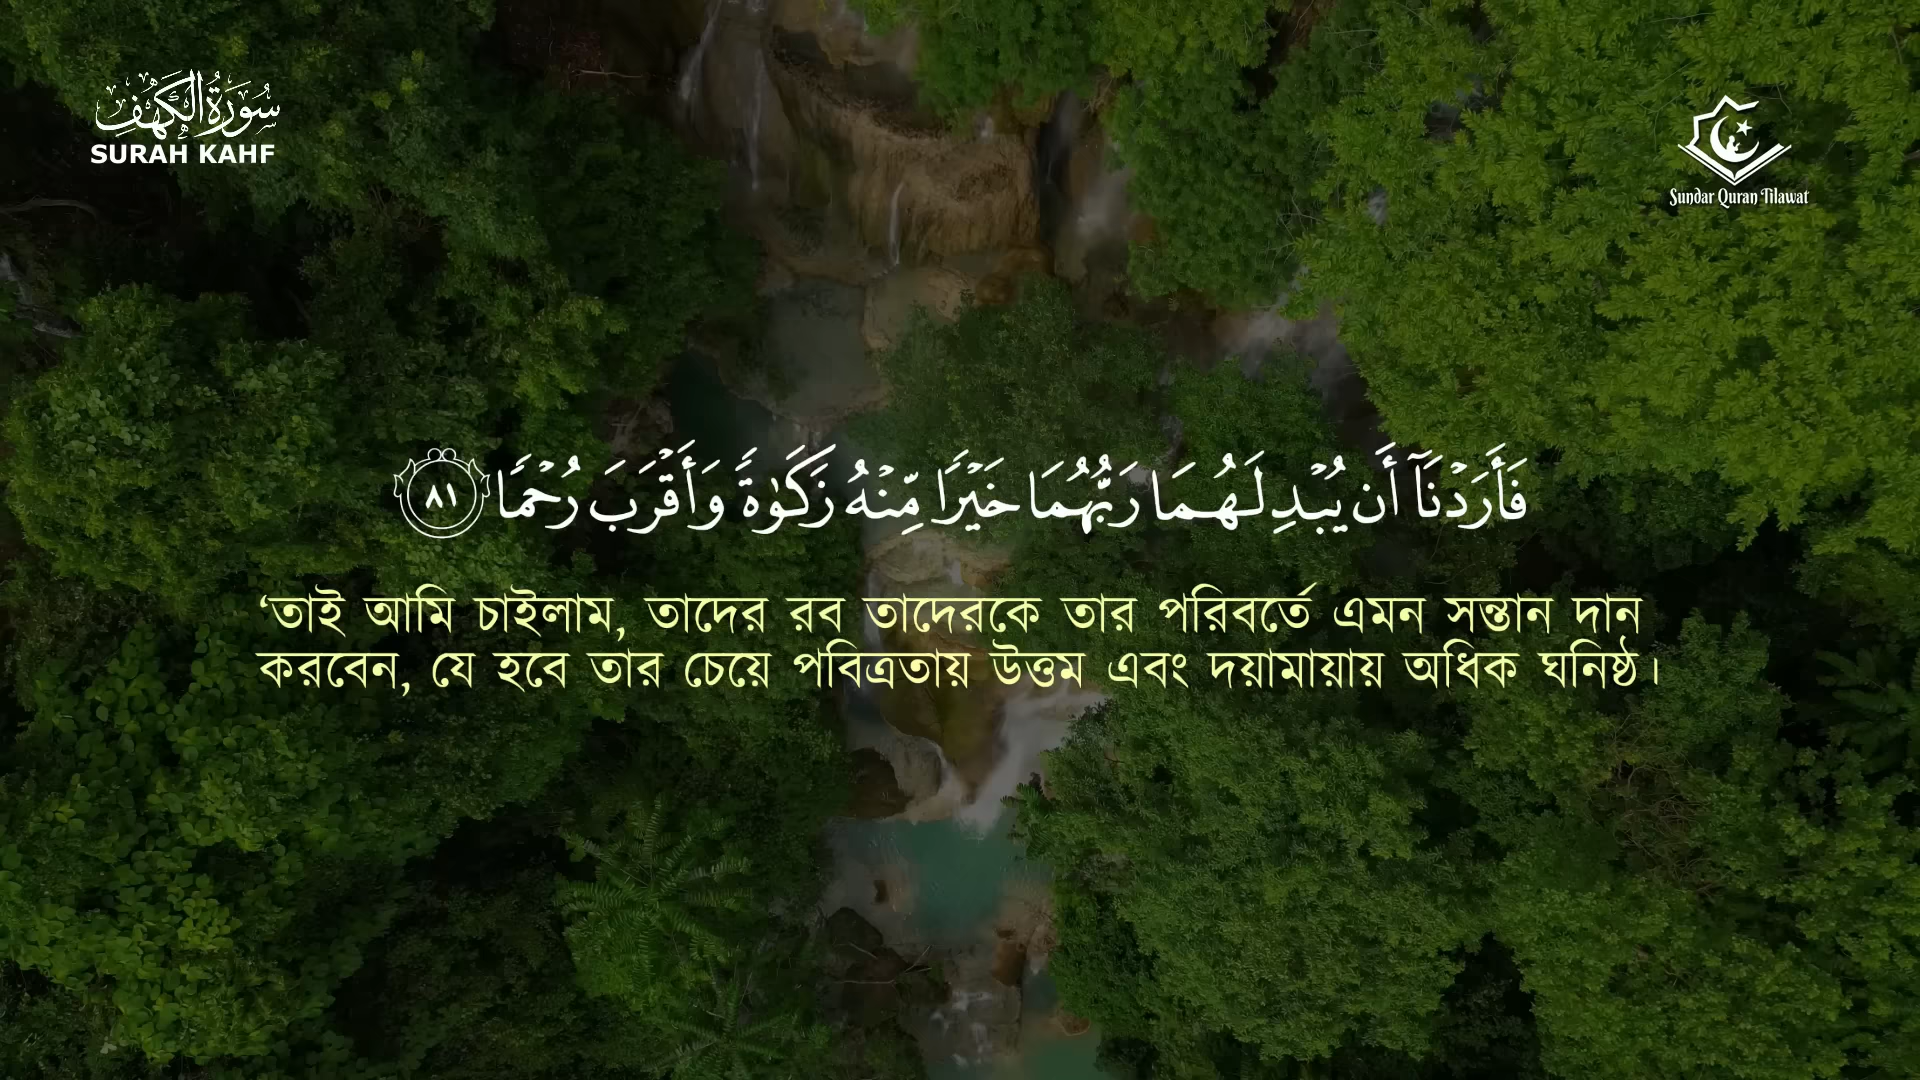 سُورَةُ الْكَهْفِ
SURAH KAHF
Sundar Quran Tilawat
فَأَرَدْنَآ أَن يُبْدِلَهُمَا رَبُّهُمَا خَيْرًا مِّنْهُ زَكَوٰةً وَأَقْرَبَ رُحْمًا ٨١
‘তাই আমি চাইলাম, তাদের রব তাদেরকে তার পরিবর্তে এমন সন্তান দান
করবেন, যে হবে তার চেয়ে পবিত্রতায় উত্তম এবং দয়ামায়ায় অধিক ঘনিষ্ঠ।